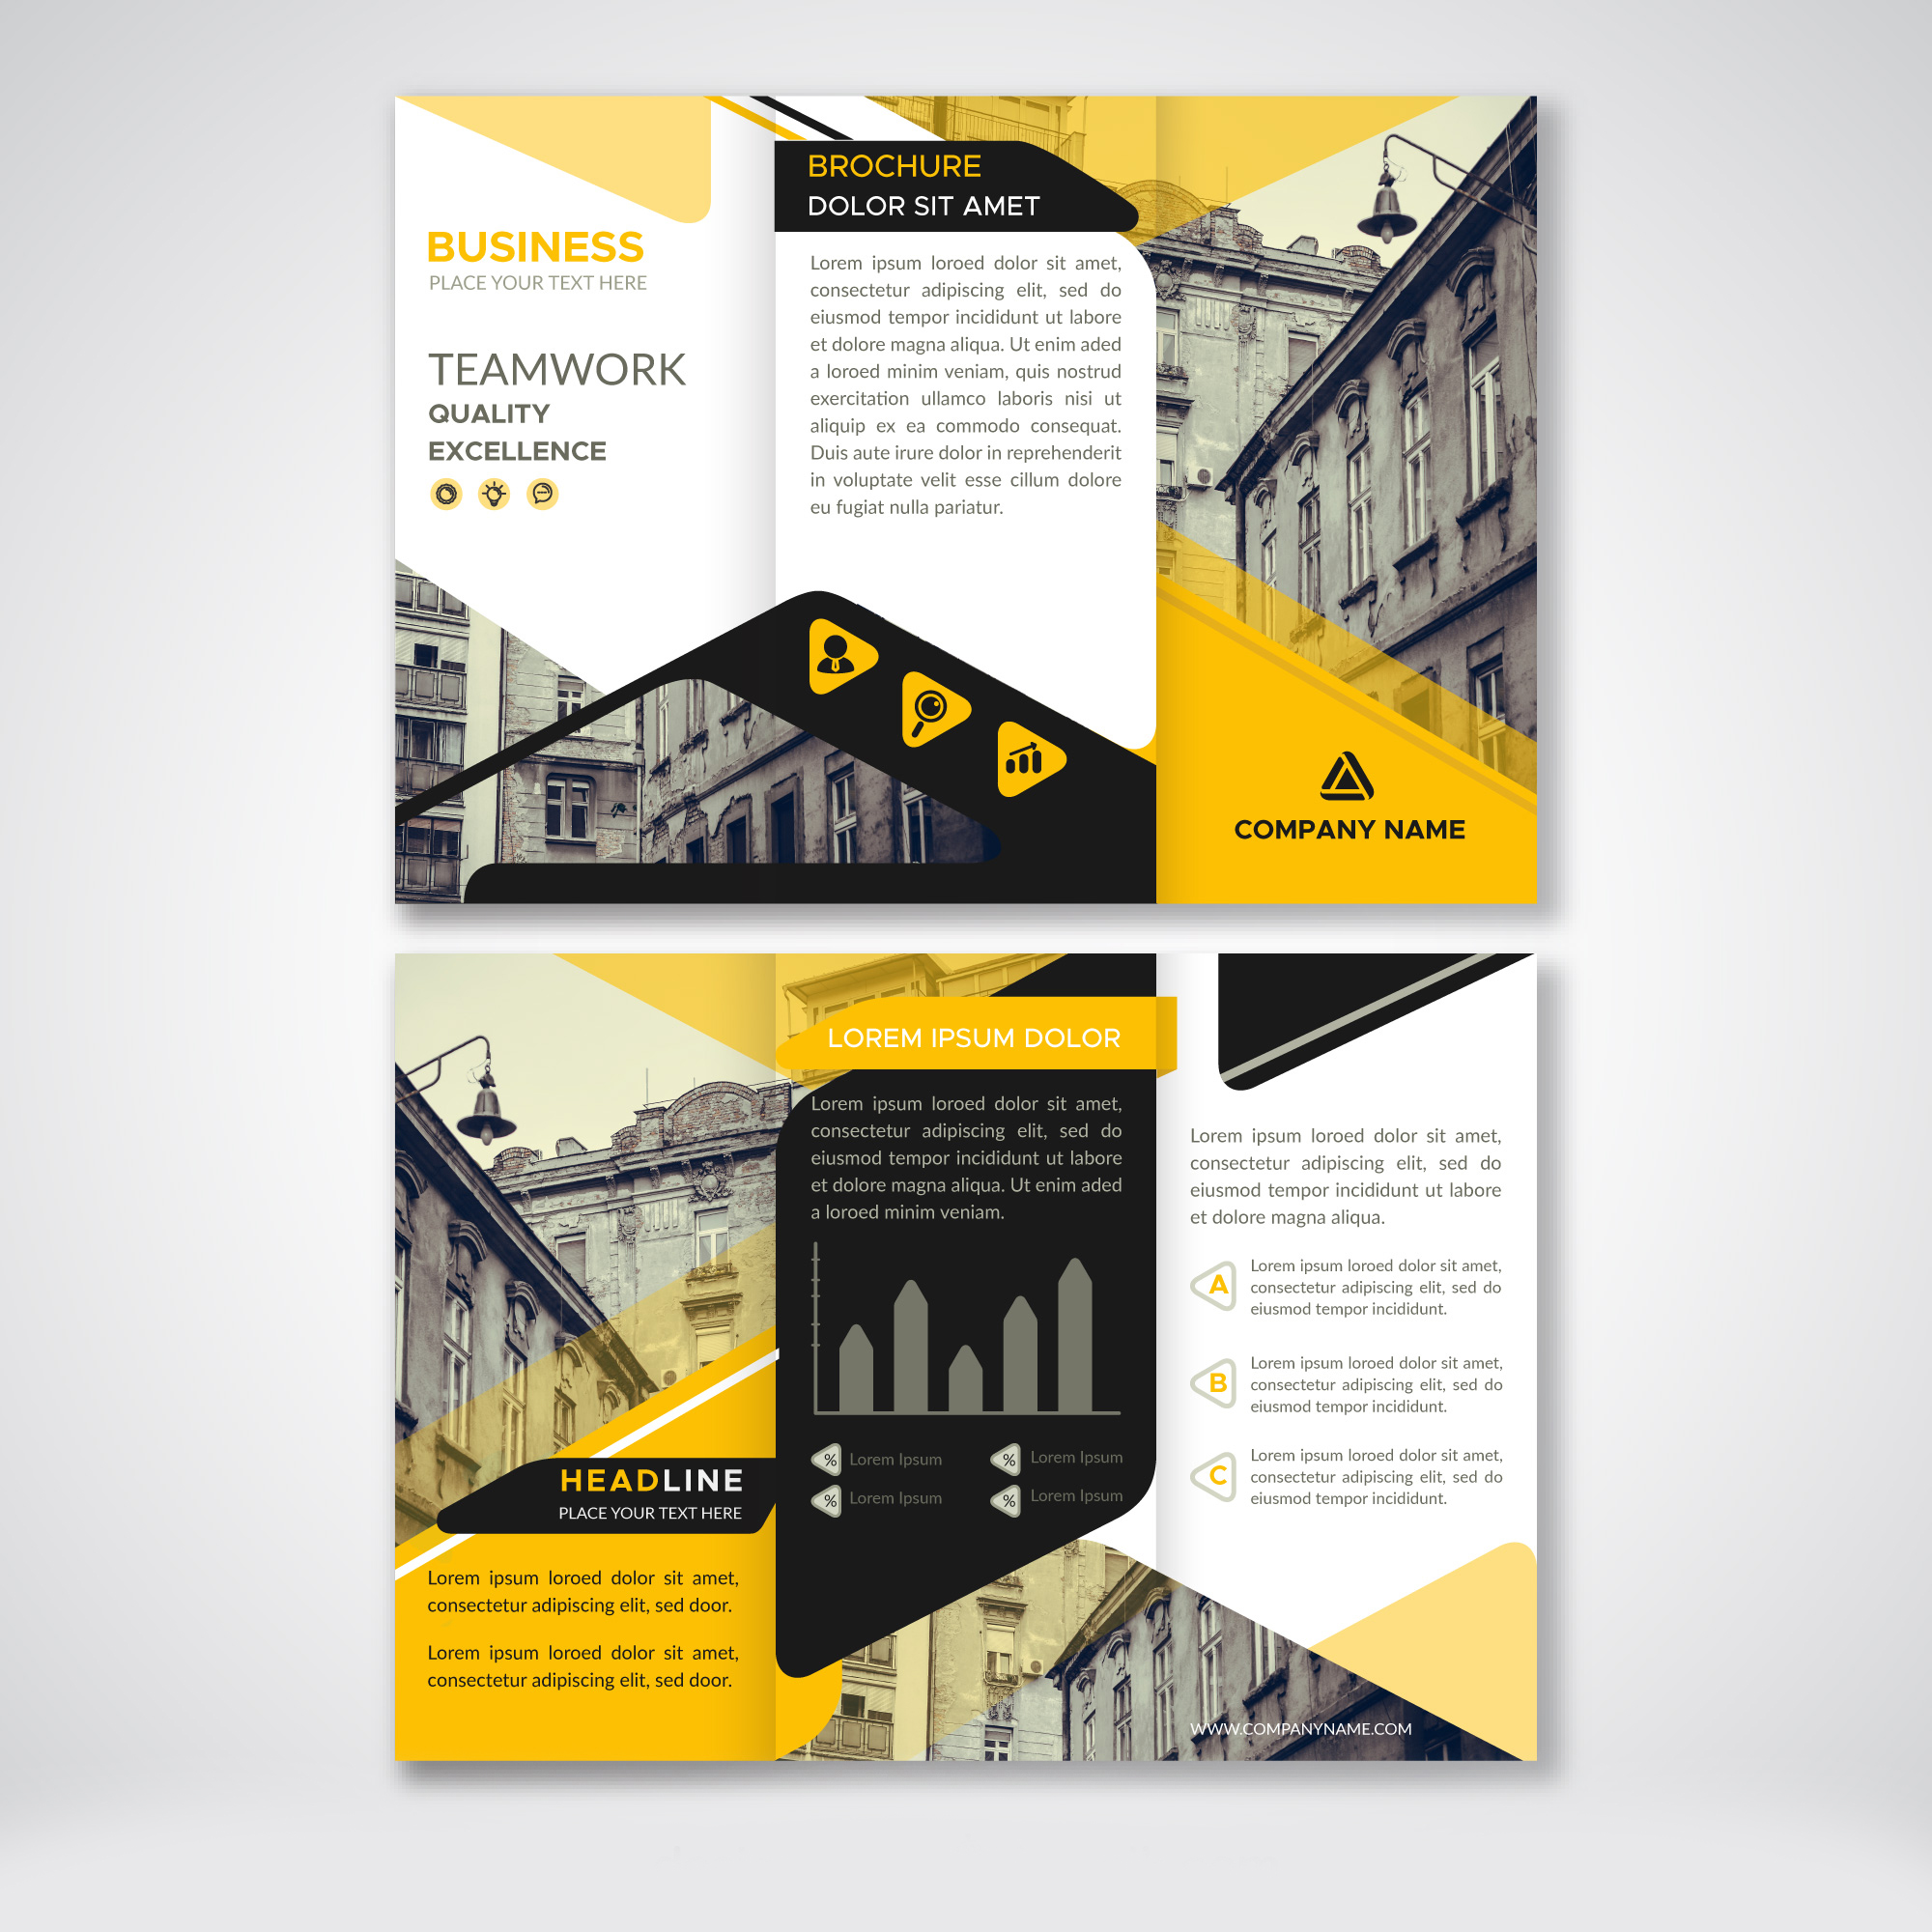 BUSINESS
PLACE YOUR TEXT HERE
TEAMWORK
QUALITY
EXCELLENCE
BROCHURE
DOLOR SIT AMET
Lorem ipsum loroed dolor sit amet,
consectetur adipiscing elit, sed do
eiusmod tempor incididunt ut labore
et dolore magna aliqua. Ut enim aded
a loroed minim veniam, quis nostrud
exercitation ullamco laboris nisi ut
aliquip ex ea commodo consequat.
Duis aute irure dolor in reprehenderit
in voluptate velit esse cillum dolore
eu fugiat nulla pariatur.
COMPANY NAME
HEADLINE
PLACE YOUR TEXT HERE
Lorem ipsum loroed dolor sit amet,
consectetur adipiscing elit, sed door.
Lorem ipsum loroed dolor sit amet,
consectetur adipiscing elit, sed door.
LOREM IPSUM DOLOR
Lorem ipsum loroed dolor sit amet,
consectetur adipiscing elit, sed do
eiusmod tempor incididunt ut labore
et dolore magna aliqua. Ut enim aded
a loroed minim veniam.
% Lorem Ipsum
% Lorem Ipsum
% Lorem Ipsum
% Lorem Ipsum
Lorem ipsum loroed dolor sit amet,
consectetur adipiscing elit, sed do
eiusmod tempor incididunt ut labore
et dolore magna aliqua.
A
Lorem ipsum loroed dolor sit amet,
consectetur adipiscing elit, sed do
eiusmod tempor incididunt.
B
Lorem ipsum loroed dolor sit amet,
consectetur adipiscing elit, sed do
eiusmod tempor incididunt.
C
Lorem ipsum loroed dolor sit amet,
consectetur adipiscing elit, sed do
eiusmod tempor incididunt.
WWW.COMPANYNAME.COM